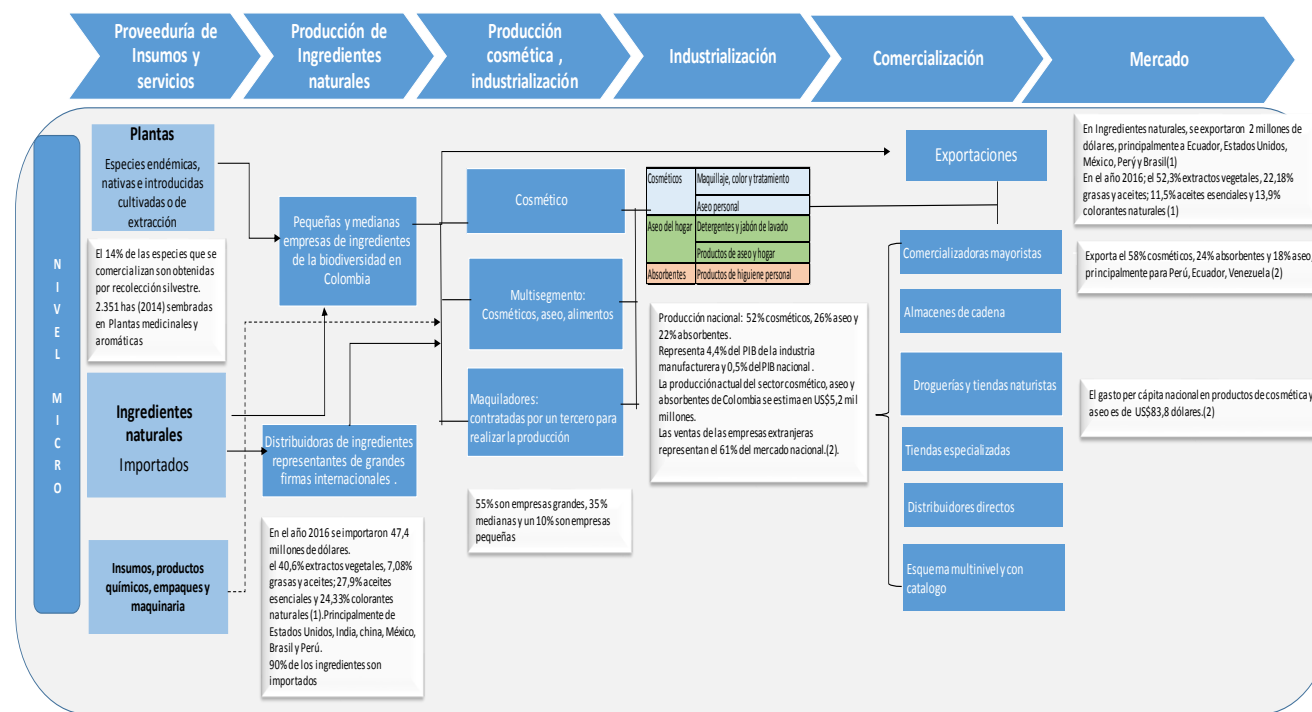 Proveeduría de
Insumos y
servicios
Producción de
Ingredientes
naturales
Producción
cosmética ,
industrialización
Industrialización
Comercialización
Mercado
NIVEL MICRO
Plantas
Especies endémicas,
nativas e introducidas
cultivadas o de
extracción
El 14% de las especies que se
comercializan son obtenidas
por recolección silvestre.
2.351 has (2014) sembradas
en Plantas medicinales y
aromáticas
Ingredientes
naturales
Importados
Insumos, productos
químicos, empaques y
maquinaria
Pequeñas y medianas
empresas de ingredientes
de la biodiversidad en
Colombia
Distribuidoras de ingredientes
representantes de grandes
firmas internacionales .
En el año 2016 se importaron 47,4
millones de dólares.
el 40,6% extractos vegetales, 7,08%
grasas y aceites; 27,9% aceites
esenciales y 24,33% colorantes
naturales (1).Principalmente de
Estados Unidos, India, china, México,
Brasil y Perú.
90% de los ingredientes son
importados
Cosmético
Multisegmento:
Cosméticos, aseo, alimentos
Maquiladores:
contratadas por un tercero para
realizar la producción
55% son empresas grandes, 35%
medianas y un 10% son empresas
pequeñas
Cosméticos Maquillaje, color y tratamiento
Aseo personal
Aseo del hogar Detergentes y jabón de lavado
Productos de aseo y hogar
Absorbentes Productos de higuiene personal
Producción nacional: 52% cosméticos, 26% aseo y
22% absorbentes.
Representa 4,4% del PIB de la industria
manufacturera y 0,5% del PIB nacional .
La producción actual del sector cosmético, aseo y
absorbentes de Colombia se estima en US$5,2 mil
millones.
Las ventas de las empresas extranjeras
representan el 61% del mercado nacional.(2).
Exportaciones
Comercializadoras mayoristas
Almacenes de cadena
Droguerías y tiendas naturistas
Tiendas especializadas
Distribuidores directos
Esquema multinivel y con
catalogo
En Ingredientes naturales, se exportaron 2 millones de
dólares, principalmente a Ecuador, Estados Unidos,
México, Perý y Brasil(1)
En el año 2016; el 52,3% extractos vegetales, 22,18%
grasas y aceites; 11,5% aceites esenciales y 13,9%
colorantes naturales (1)
Exporta el 58% cosméticos, 24% absorbentes y 18% aseo,
principalmente para Perú, Ecuador, Venezuela (2)
El gasto per cápita nacional en productos de cosmética y
aseo es de US$83,8 dólares.(2)